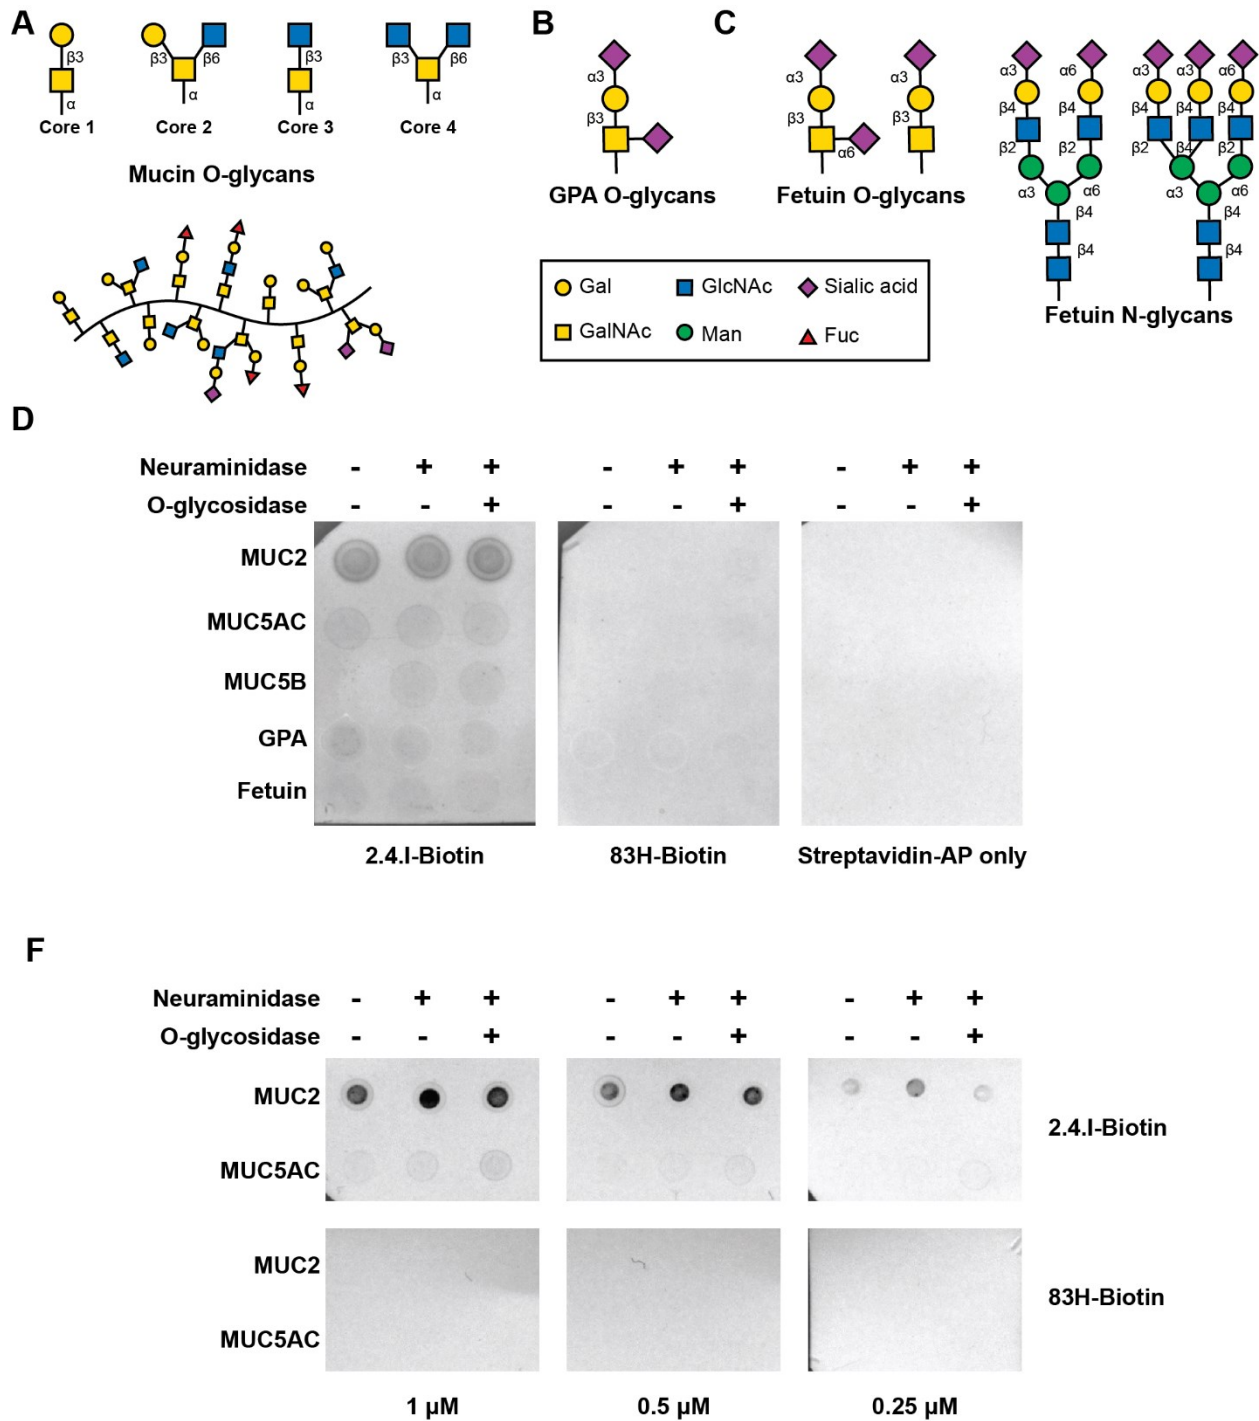 A
β3
α
Core 1
β3 β6
α
Core 2
β3
α
Core 3
β3 β6
α
Core 4
Mucin O-glycans
B
α3
β3
GPA O-glycans
C
α3 α3
β3 α6 β3
Fetuin O-glycans
α3 α6 α3 α3 α6
β4 β4 β4 β4 β4
β2 β2 β2 β4 β2
α3 α6 α3 α6
β4 β4
β4 β4
Fetuin N-glycans
Gal GlcNAc Sialic acid
GalNAc Man Fuc
D
Neuraminidase - + + - + + - + +
O-glycosidase - - + - - + - - +
MUC2
MUC5AC
MUC5B
GPA
Fetuin
2.4.I-Biotin 83H-Biotin Streptavidin-AP only
F
Neuraminidase - + + - + + - + +
O-glycosidase - - + - - + - - +
MUC2
2.4.I-Biotin
MUC5AC
MUC2
83H-Biotin
MUC5AC
1 µM 0.5 µM 0.25 µM